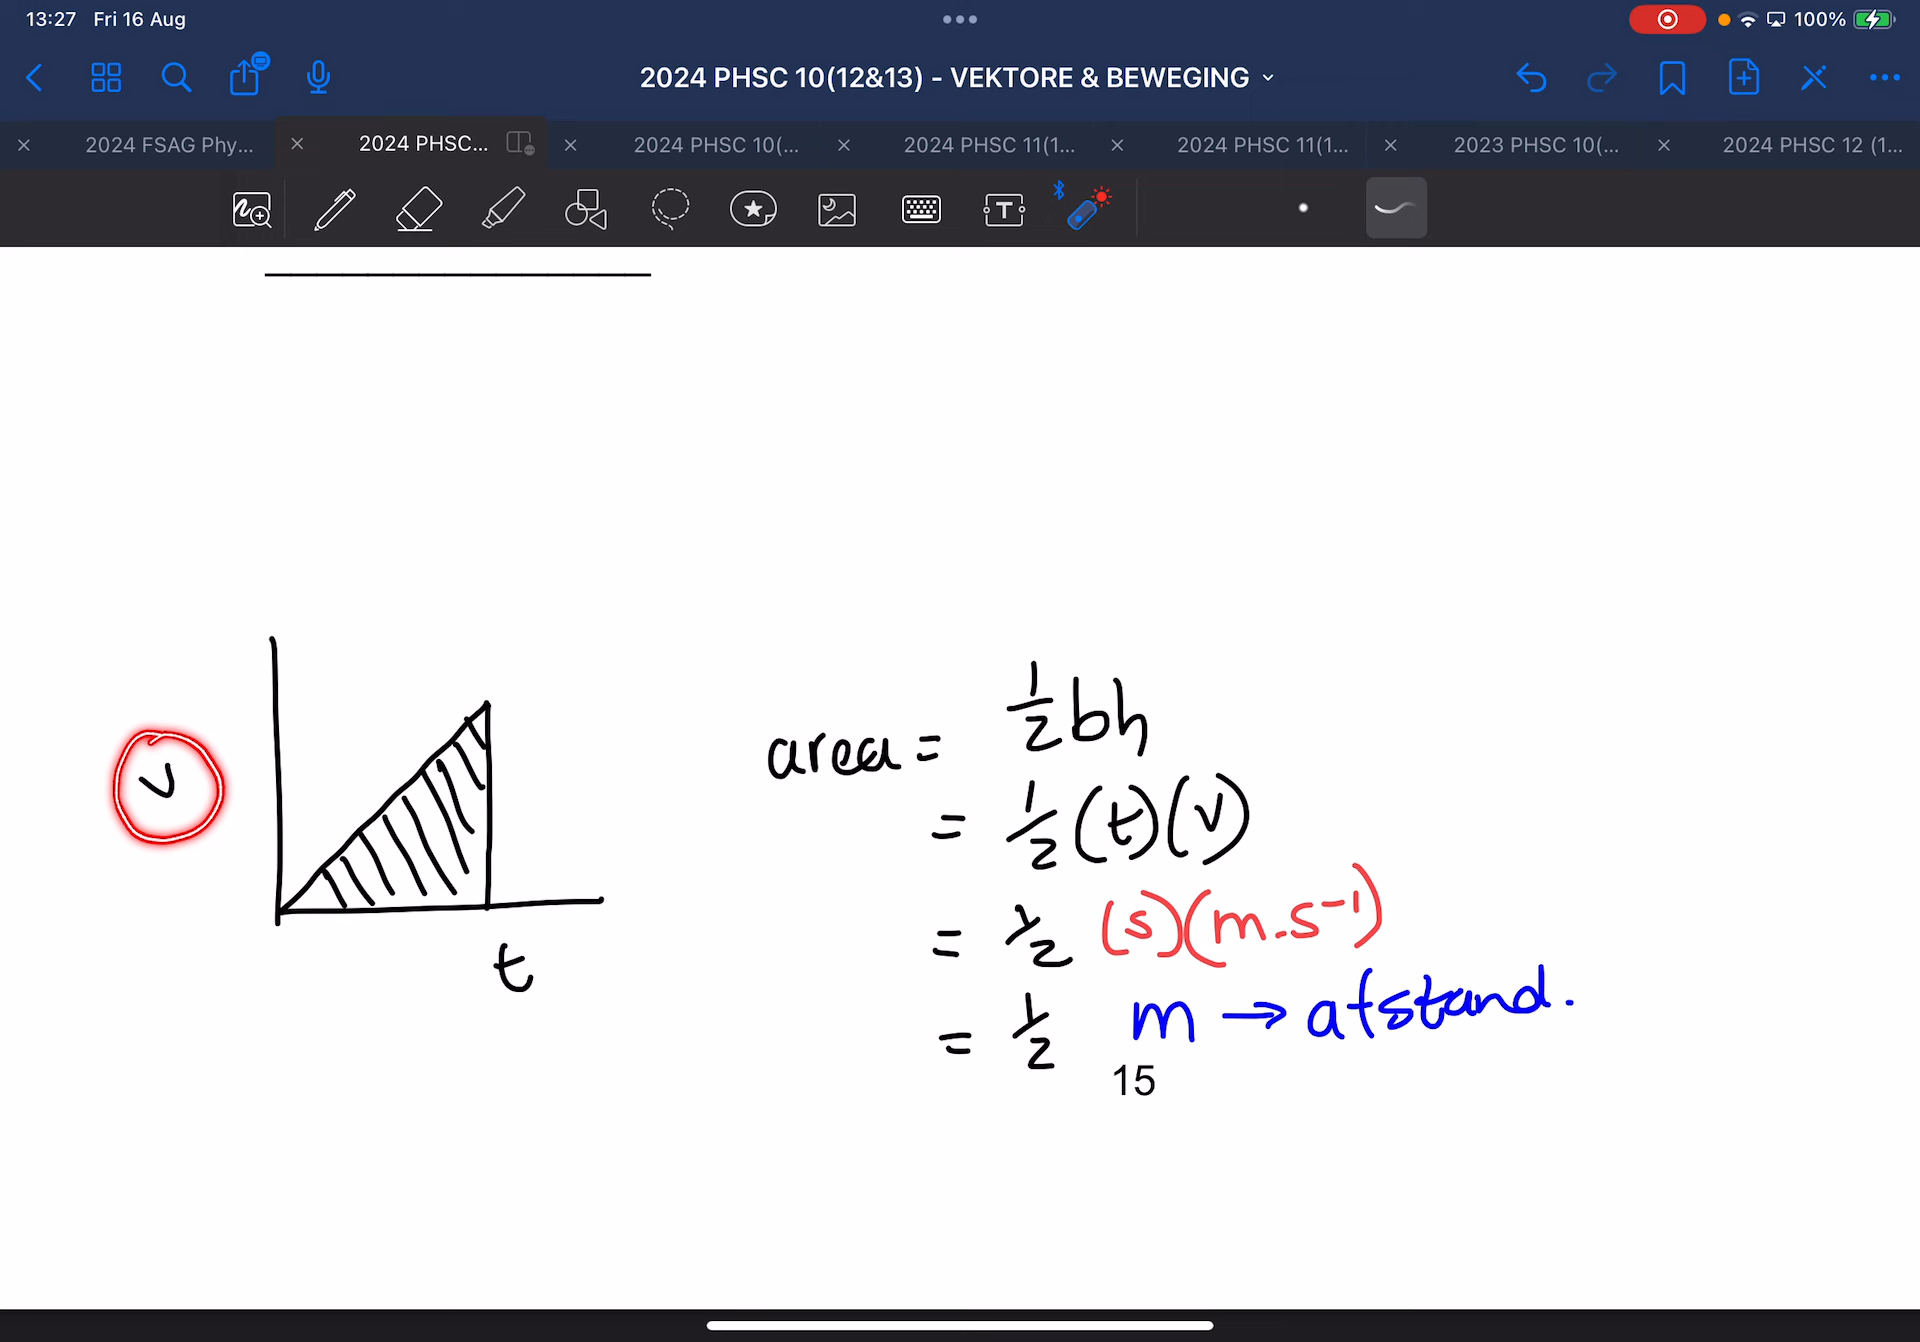 13:27 Fri 16 Aug
100%
2024 PHSC 10(12&13) - VEKTORE & BEWEGING
2024 FSAG Phy...
2024 PHSC...
2024 PHSC 10(...
2024 PHSC 11(1...
2024 PHSC 11(1...
2023 PHSC 10(...
2024 PHSC 12 (1...
v
t
area = ½bh
= ½(t)(v)
= ½ (s)(m.s⁻¹)
= ½ m → afstand.
15